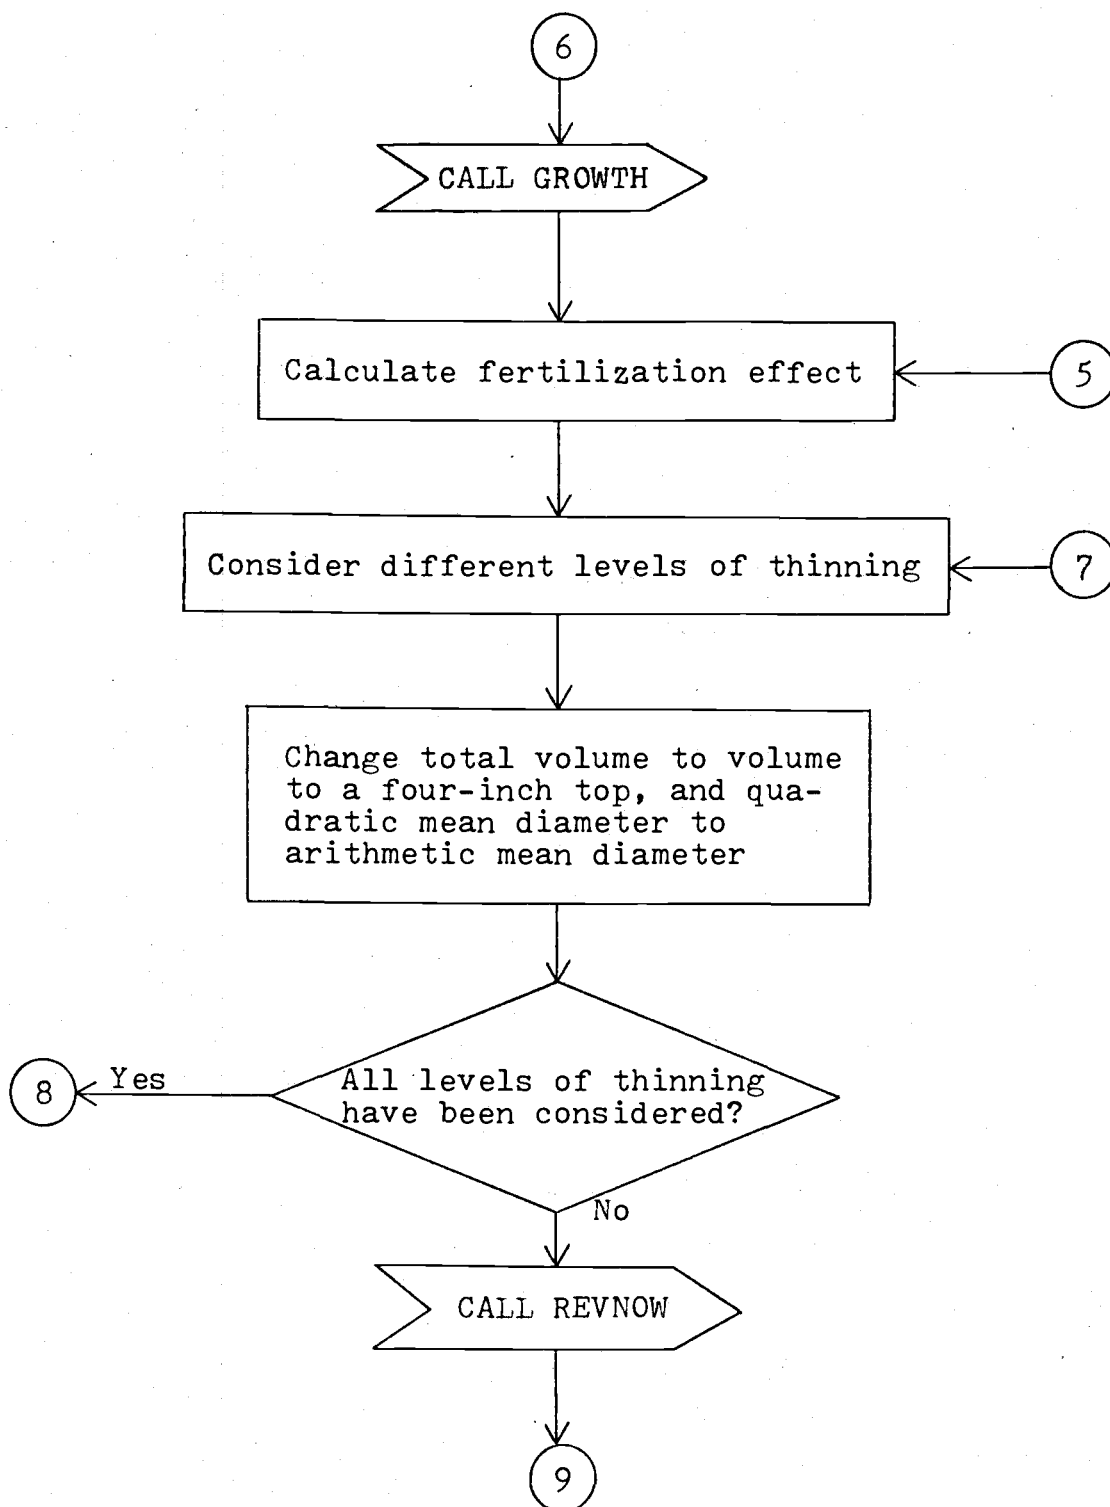 6
CALL GROWTH
Calculate fertilization effect
5
Consider different levels of thinning
7
Change total volume to volume
to a four-inch top, and qua-
dratic mean diameter to
arithmetic mean diameter
8
Yes
All levels of thinning
have been considered?
No
CALL REVNOW
9